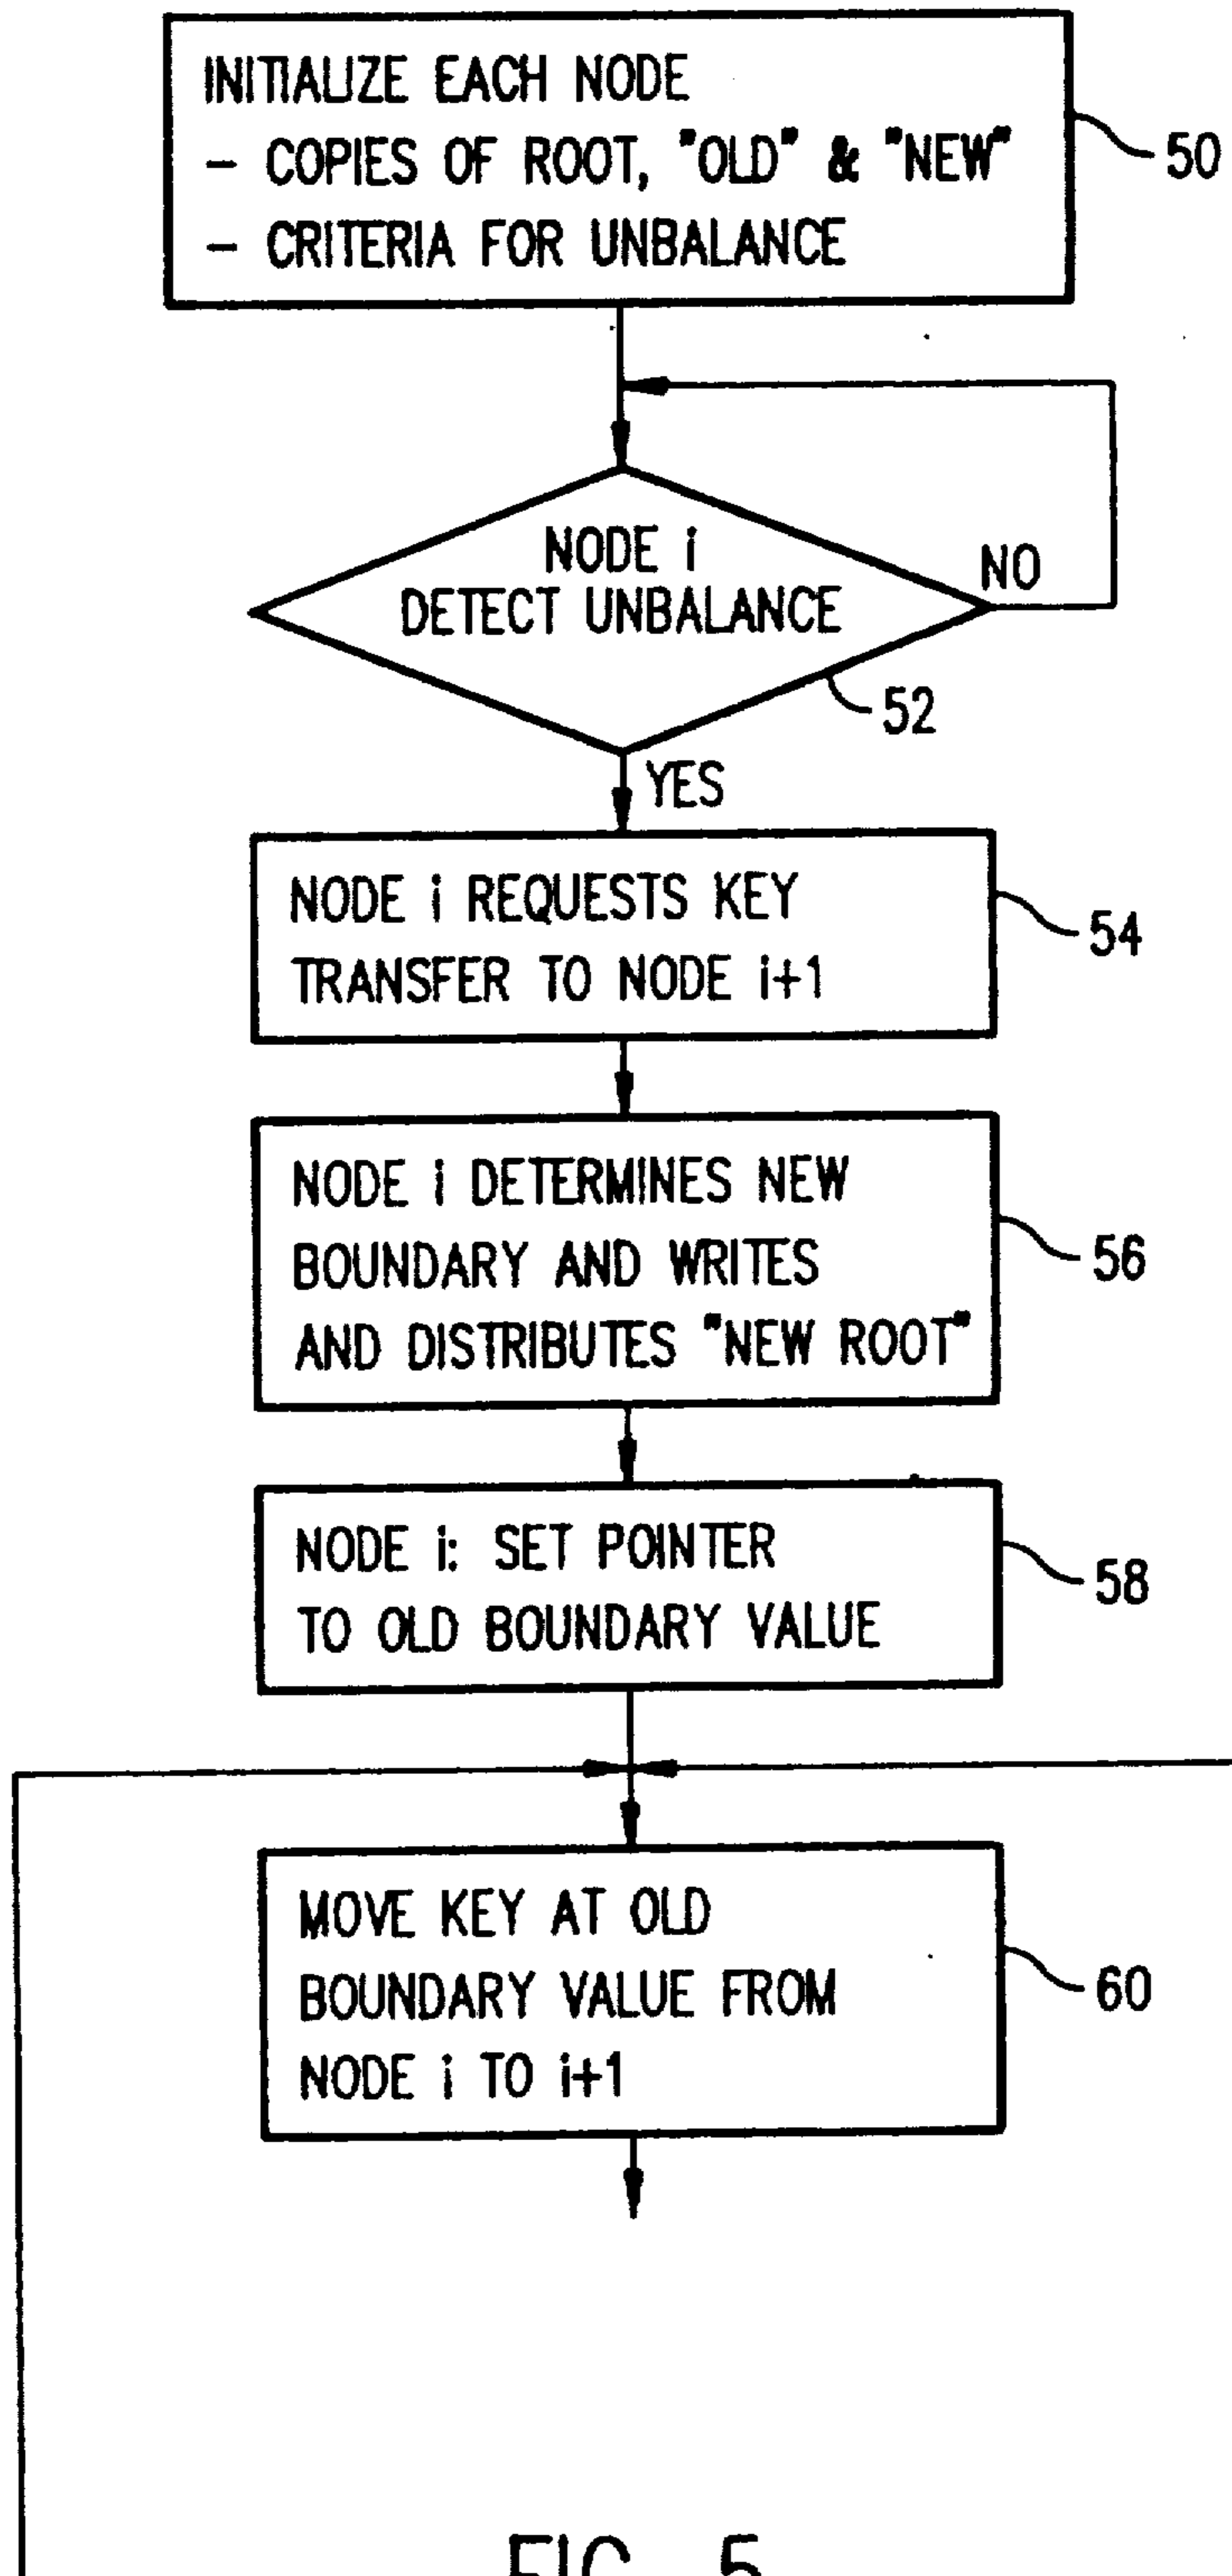 INITIALIZE EACH NODE
- COPIES OF ROOT, "OLD" & "NEW"
- CRITERIA FOR UNBALANCE
50
NODE i
DETECT UNBALANCE
NO
52
YES
NODE i REQUESTS KEY
TRANSFER TO NODE i+1
54
NODE i DETERMINES NEW
BOUNDARY AND WRITES
AND DISTRIBUTES "NEW ROOT"
56
NODE i: SET POINTER
TO OLD BOUNDARY VALUE
58
MOVE KEY AT OLD
BOUNDARY VALUE FROM
NODE i TO i+1
60
FIG. 5